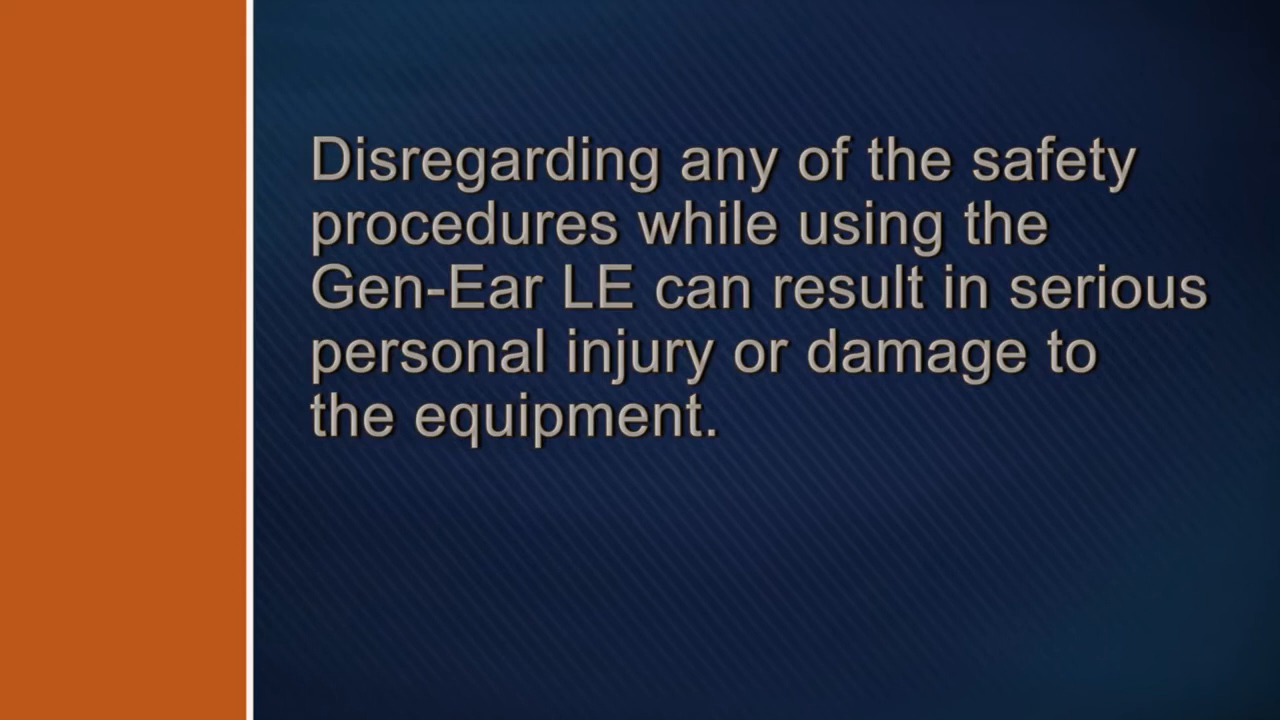 Disregarding any of the safety
procedures while using the
Gen-Ear LE can result in serious
personal injury or damage to
the equipment.